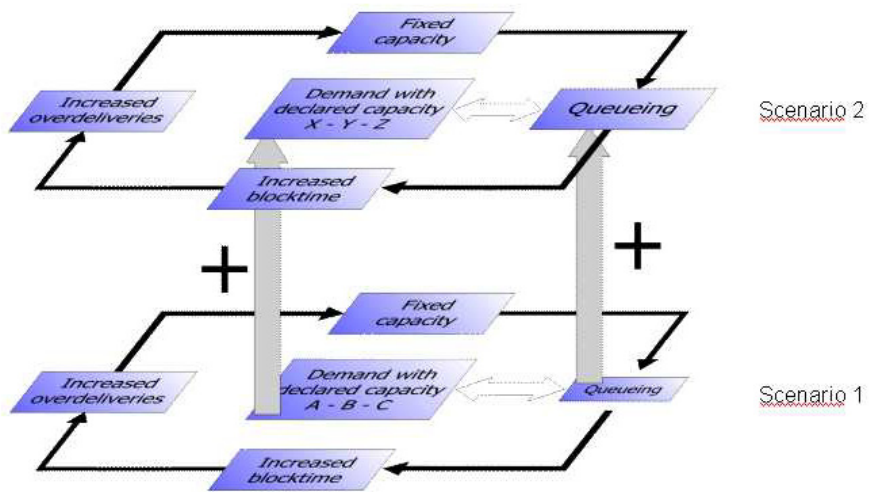 Fixed
capacity
Increased
overdeliveries
Demand with
declared capacity
X - Y - Z
Queueing
Scenario 2
Increased
blocktime
+
+
Fixed
capacity
Increased
overdeliveries
Demand with
declared capacity
A - B - C
Queueing
Scenario 1
Increased
blocktime